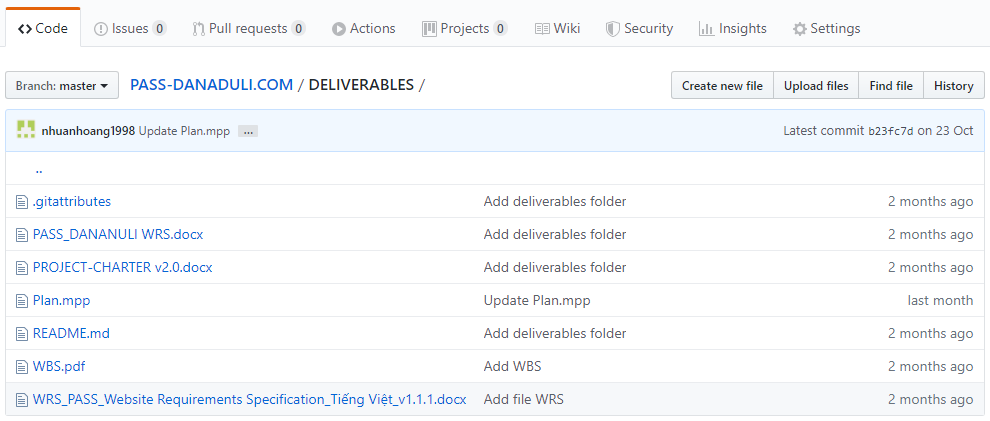 Code Issues 0 Pull requests 0 Actions Projects 0 Wiki Security Insights Settings
Branch: master PASS-DANADULI.COM / DELIVERABLES / Create new file Upload files Find file History
nhuanhoang1998 Update Plan.mpp ... Latest commit b23fc7d on 23 Oct
..
.gitattributes Add deliverables folder 2 months ago
PASS_DANANULI WRS.docx Add deliverables folder 2 months ago
PROJECT-CHARTER v2.0.docx Add deliverables folder 2 months ago
Plan.mpp Update Plan.mpp last month
README.md Add deliverables folder 2 months ago
WBS.pdf Add WBS 2 months ago
WRS_PASS_Website Requirements Specification_Tiếng Việt_v1.1.1.docx Add file WRS 2 months ago